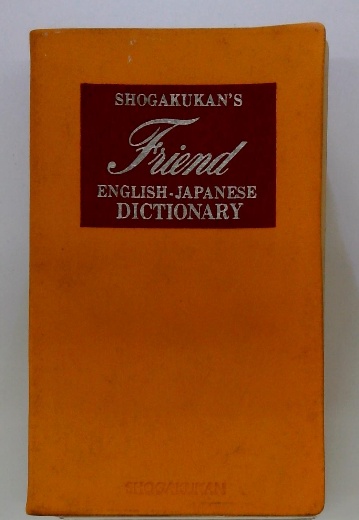 SHOGAKUKAN'S
Friend
ENGLISH-JAPANESE
DICTIONARY
SHOGAKUKAN